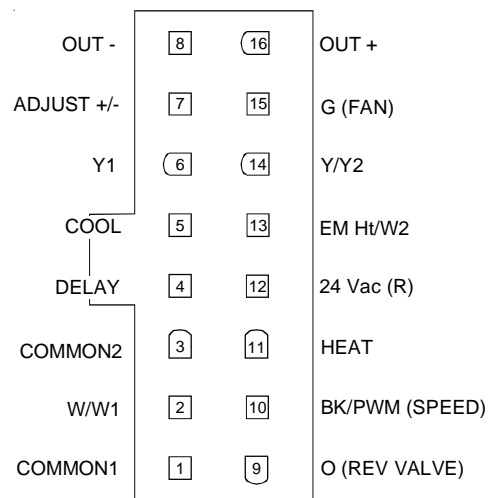 OUT - 8 16 OUT +
ADJUST +/- 7 15 G (FAN)
Y1 6 14 Y/Y2
COOL 5 13 EM Ht/W2
DELAY 4 12 24 Vac (R)
COMMON2 3 11 HEAT
W/W1 2 10 BK/PWM (SPEED)
COMMON1 1 9 O (REV VALVE)